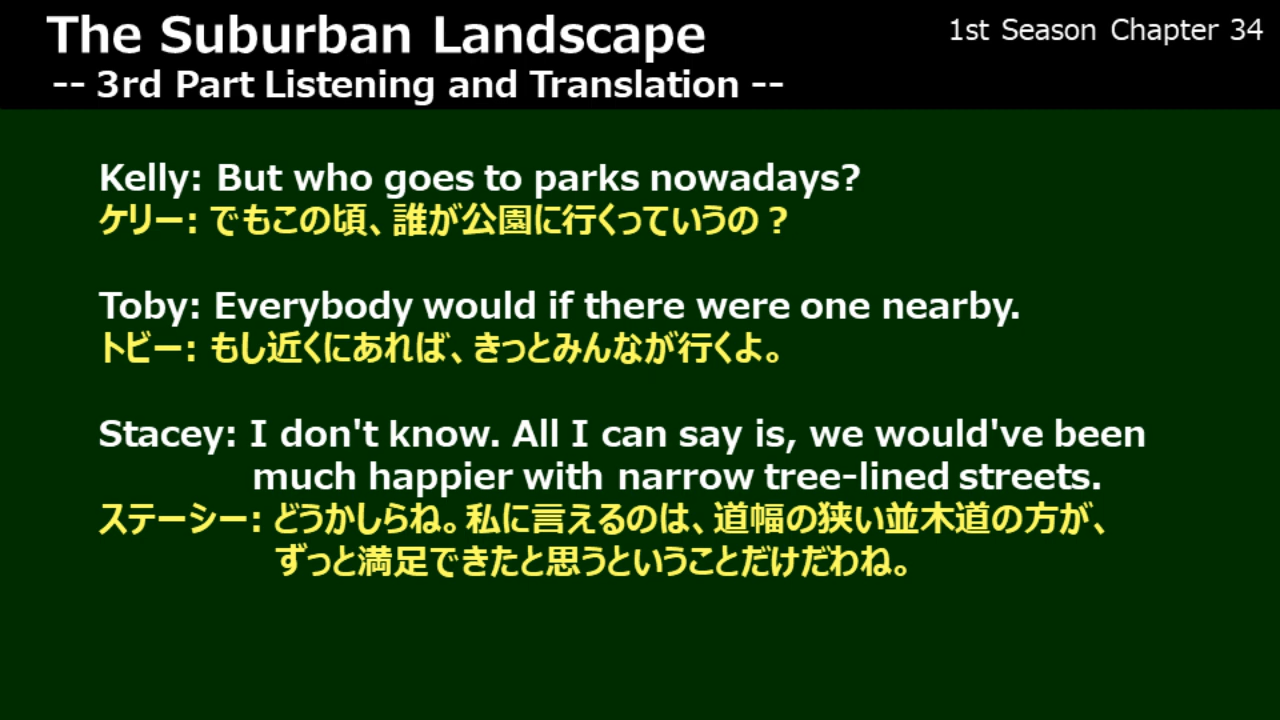 The Suburban Landscape
1st Season Chapter 34
-- 3rd Part Listening and Translation --
Kelly: But who goes to parks nowadays?
ケリー: でもこの頃、誰が公園に行くっていうの？
Toby: Everybody would if there were one nearby.
トビー: もし近くにあれば、きっとみんなが行くよ。
Stacey: I don't know. All I can say is, we would've been
much happier with narrow tree-lined streets.
ステーシー: どうかしらね。私に言えるのは、道幅の狭い並木道の方が、
ずっと満足できたと思うということだけだわね。